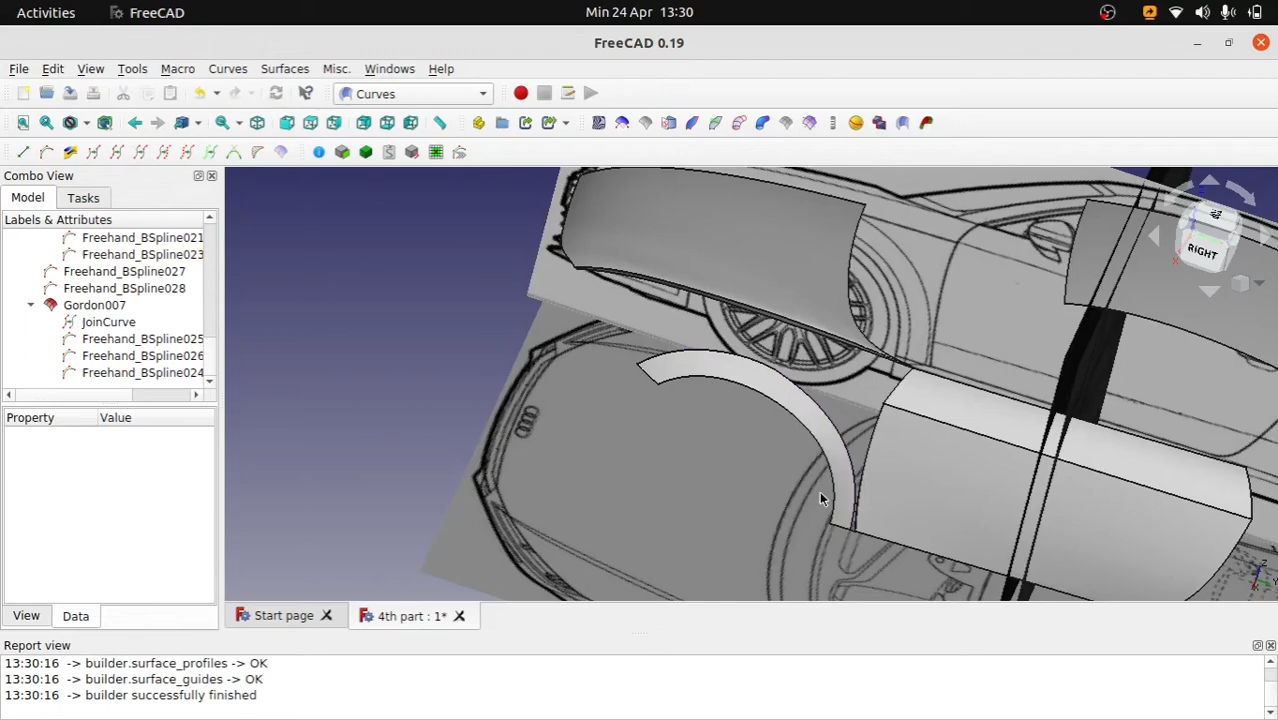 Activities
FreeCAD
Min 24 Apr 13:30
FreeCAD 0.19
File Edit View Tools Macro Curves Surfaces Misc. Windows Help
Curves
Combo View
Model Tasks
Labels & Attributes
Freehand_BSpline021
Freehand_BSpline023
Freehand_BSpline027
Freehand_BSpline028
Gordon007
JoinCurve
Freehand_BSpline025
Freehand_BSpline026
Freehand_BSpline024
Property Value
RIGHT
View Data
Start page
4th part : 1*
Report view
13:30:16 -> builder.surface_profiles -> OK
13:30:16 -> builder.surface_guides -> OK
13:30:16 -> builder successfully finished